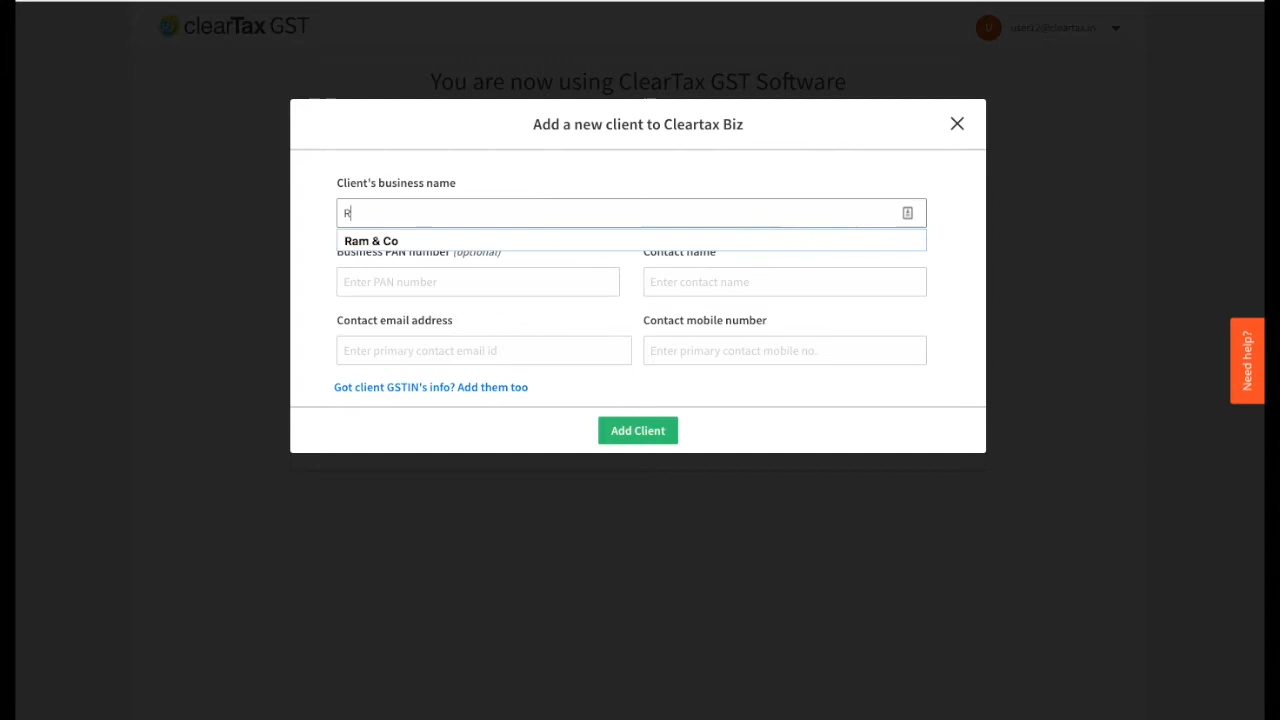 clearTax GST
U
user12@cleartax.in
You are now using ClearTax GST Software
Add a new client to Cleartax Biz
Client's business name
R
Ram & Co
Business PAN number (optional)
Contact name
Enter PAN number
Enter contact name
Contact email address
Contact mobile number
Enter primary contact email id
Enter primary contact mobile no.
Got client GSTIN's info? Add them too
Add Client
Need help?